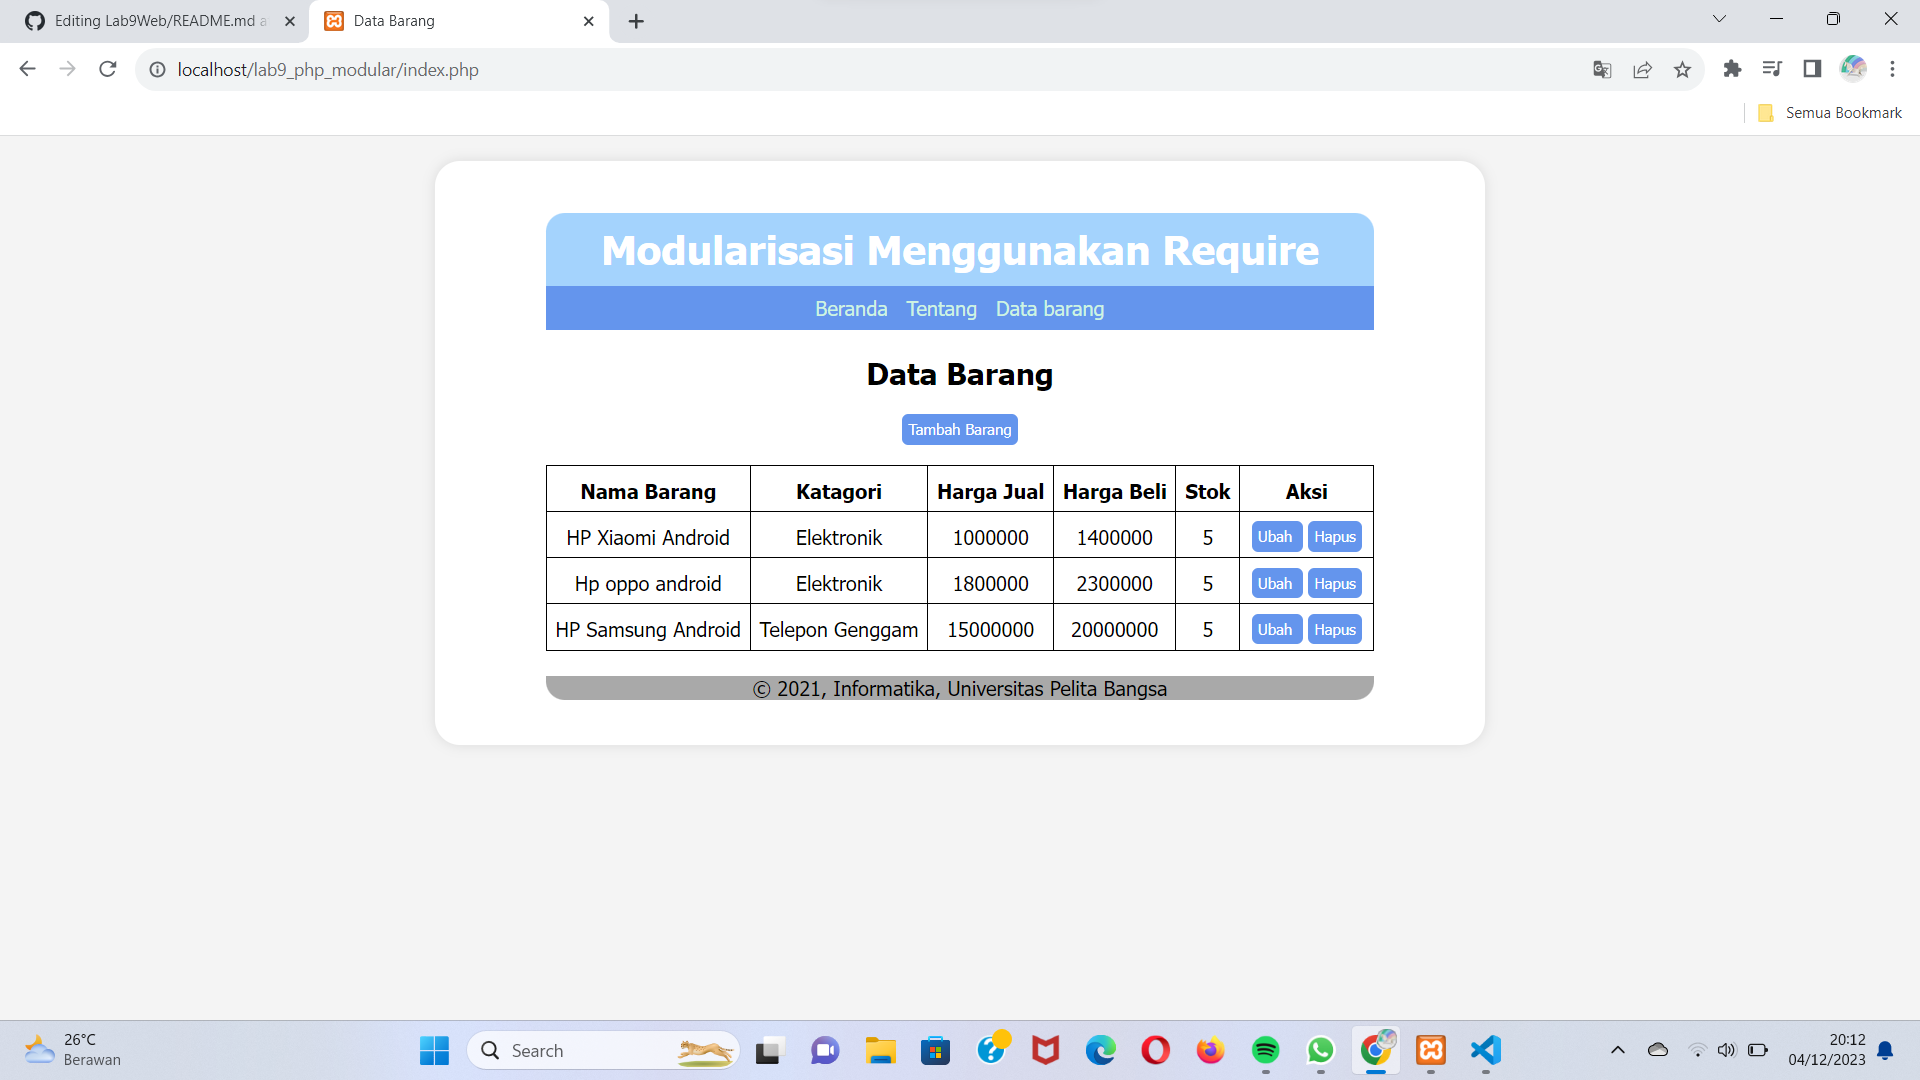 Editing Lab9Web/README.md a
Data Barang
localhost/lab9_php_modular/index.php
Semua Bookmark
Modularisasi Menggunakan Require
Beranda Tentang Data barang
Data Barang
Tambah Barang
Nama Barang Katagori Harga Jual Harga Beli Stok Aksi
HP Xiaomi Android Elektronik 1000000 1400000 5 Ubah Hapus
Hp oppo android Elektronik 1800000 2300000 5 Ubah Hapus
HP Samsung Android Telepon Genggam 15000000 20000000 5 Ubah Hapus
© 2021, Informatika, Universitas Pelita Bangsa
26°C
Berawan
Search
20:12
04/12/2023